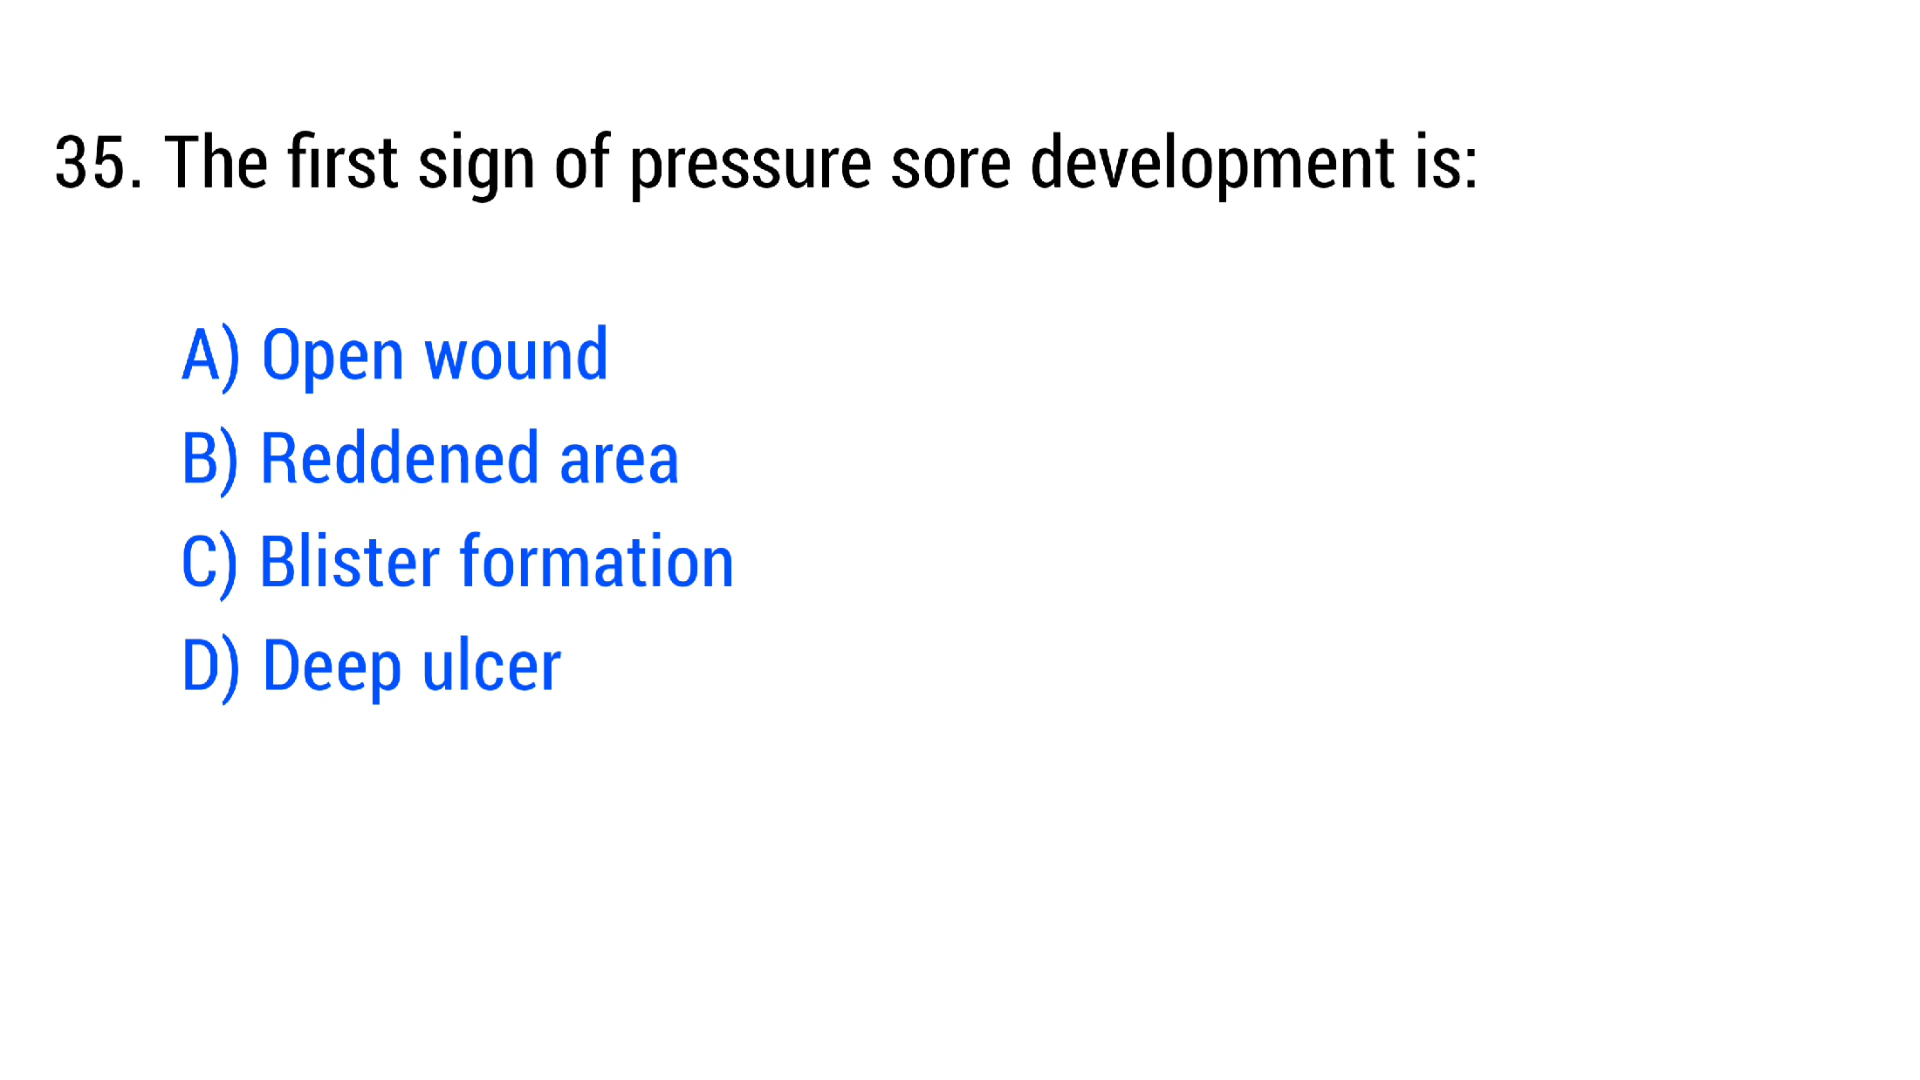 35. The first sign of pressure sore development is:
A) Open wound
B) Reddened area
C) Blister formation
D) Deep ulcer